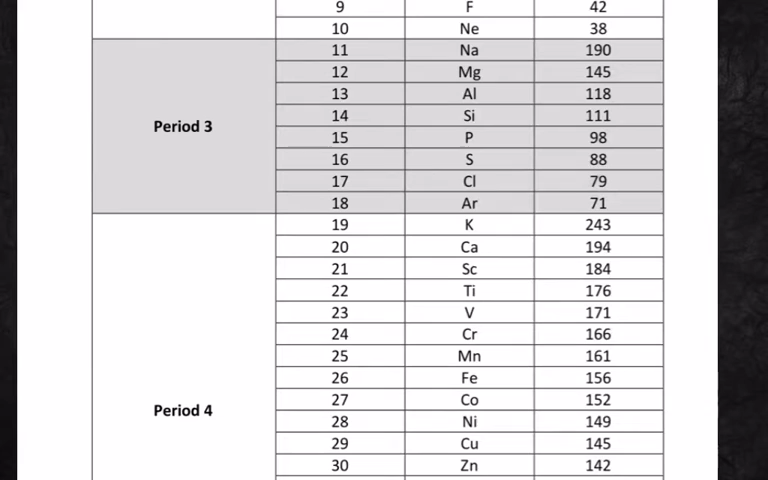 9 F 42
10 Ne 38
11 Na 190
12 Mg 145
13 Al 118
14 Si 111
Period 3
15 P 98
16 S 88
17 Cl 79
18 Ar 71
19 K 243
20 Ca 194
21 Sc 184
22 Ti 176
23 V 171
24 Cr 166
25 Mn 161
26 Fe 156
27 Co 152
Period 4
28 Ni 149
29 Cu 145
30 Zn 142